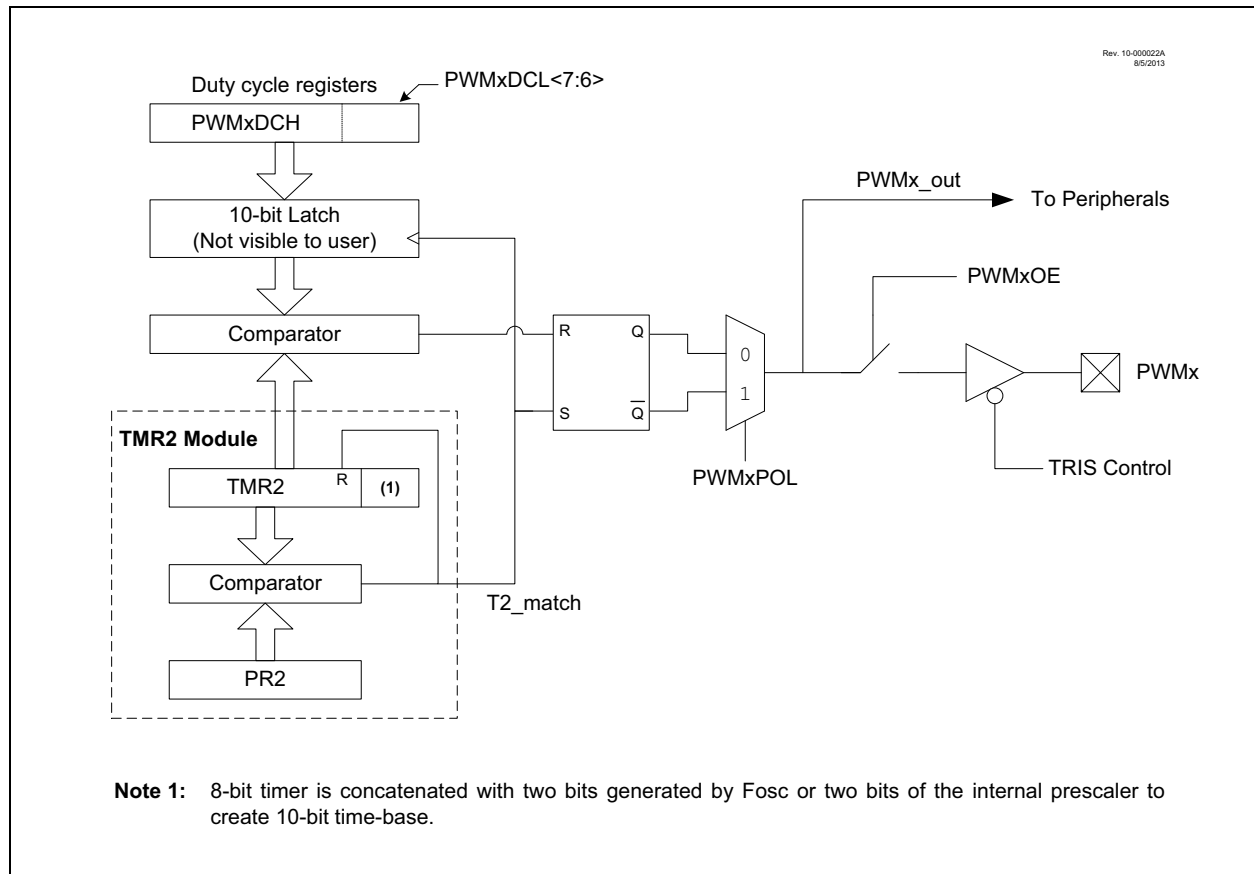 Rev. 10-000022A
8/5/2013
Duty cycle registers
PWMxDCL<7:6>
PWMxDCH
10-bit Latch
(Not visible to user)
Comparator
PWMx_out
To Peripherals
PWMxOE
R
Q
S
Q̅
0
1
PWMx
PWMxPOL
TRIS Control
TMR2 Module
TMR2
R
(1)
Comparator
T2_match
PR2
Note 1: 8-bit timer is concatenated with two bits generated by Fosc or two bits of the internal prescaler to
create 10-bit time-base.